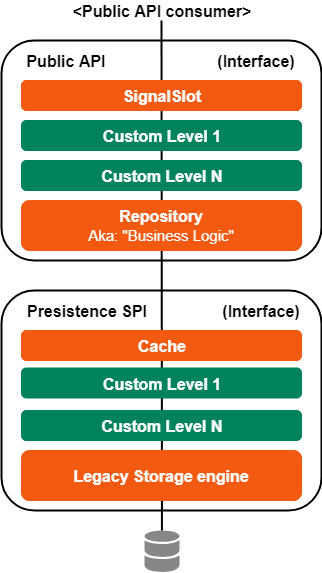 <Public API consumer>
Public API (Interface)
SignalSlot
Custom Level 1
Custom Level N
Repository
Aka: "Business Logic"
Presistence SPI (Interface)
Cache
Custom Level 1
Custom Level N
Legacy Storage engine